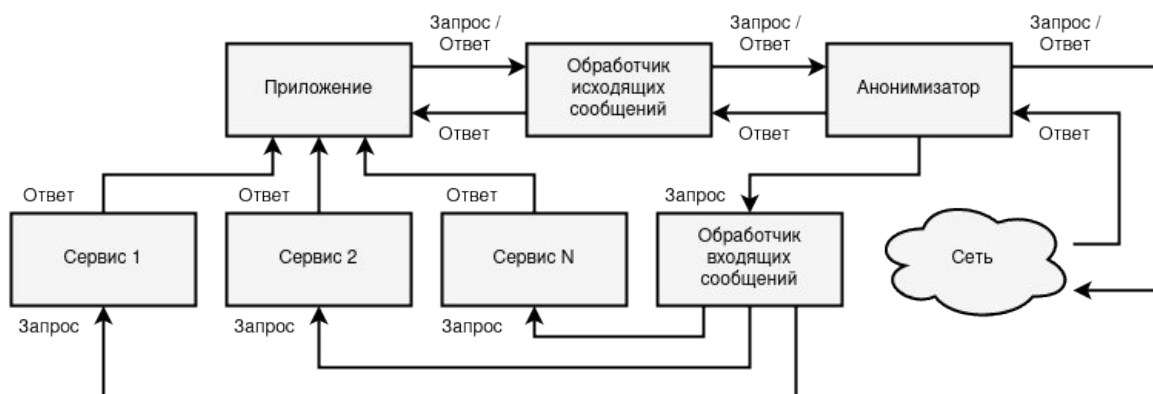 Запрос /
Ответ
Запрос /
Ответ
Запрос /
Ответ
Приложение
Обработчик
исходящих
сообщений
Анонимизатор
Ответ
Ответ
Ответ
Ответ
Ответ
Ответ
Запрос
Сервис 1
Сервис 2
Сервис N
Обработчик
входящих
сообщений
Сеть
Запрос
Запрос
Запрос